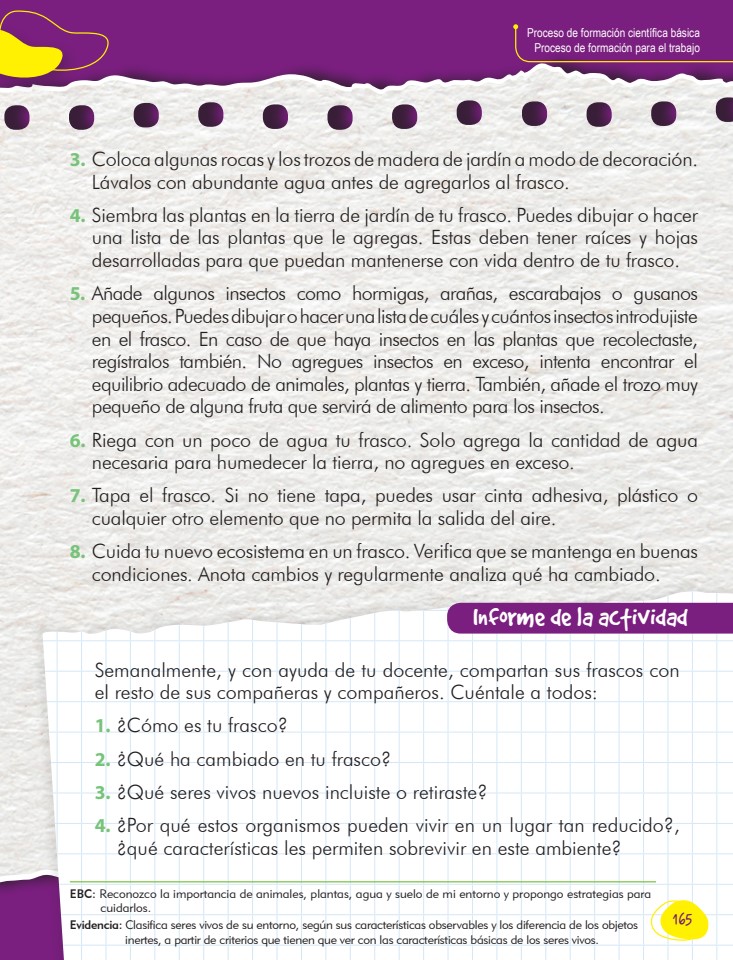 Proceso de formación científica básica
Proceso de formación para el trabajo
3. Coloca algunas rocas y los trozos de madera de jardín a modo de decoración.
Lávalos con abundante agua antes de agregarlos al frasco.
4. Siembra las plantas en la tierra de jardín de tu frasco. Puedes dibujar o hacer
una lista de las plantas que le agregas. Estas deben tener raíces y hojas
desarrolladas para que puedan mantenerse con vida dentro de tu frasco.
5. Añade algunos insectos como hormigas, arañas, escarabajos o gusanos
pequeños. Puedes dibujar o hacer una lista de cuáles y cuántos insectos introdujiste
en el frasco. En caso de que haya insectos en las plantas que recolectaste,
regístralos también. No agregues insectos en exceso, intenta encontrar el
equilibrio adecuado de animales, plantas y tierra. También, añade el trozo muy
pequeño de alguna fruta que servirá de alimento para los insectos.
6. Riega con un poco de agua tu frasco. Solo agrega la cantidad de agua
necesaria para humedecer la tierra, no agregues en exceso.
7. Tapa el frasco. Si no tiene tapa, puedes usar cinta adhesiva, plástico o
cualquier otro elemento que no permita la salida del aire.
8. Cuida tu nuevo ecosistema en un frasco. Verifica que se mantenga en buenas
condiciones. Anota cambios y regularmente analiza qué ha cambiado.
Informe de la actividad
Semanalmente, y con ayuda de tu docente, compartan sus frascos con
el resto de sus compañeras y compañeros. Cuéntale a todos:
1. ¿Cómo es tu frasco?
2. ¿Qué ha cambiado en tu frasco?
3. ¿Qué seres vivos nuevos incluiste o retiraste?
4. ¿Por qué estos organismos pueden vivir en un lugar tan reducido?,
¿qué características les permiten sobrevivir en este ambiente?
EBC: Reconozco la importancia de animales, plantas, agua y suelo de mi entorno y propongo estrategias para
cuidarlos.
Evidencia: Clasifica seres vivos de su entorno, según sus características observables y los diferencia de los objetos
inertes, a partir de criterios que tienen que ver con las características básicas de los seres vivos.
165